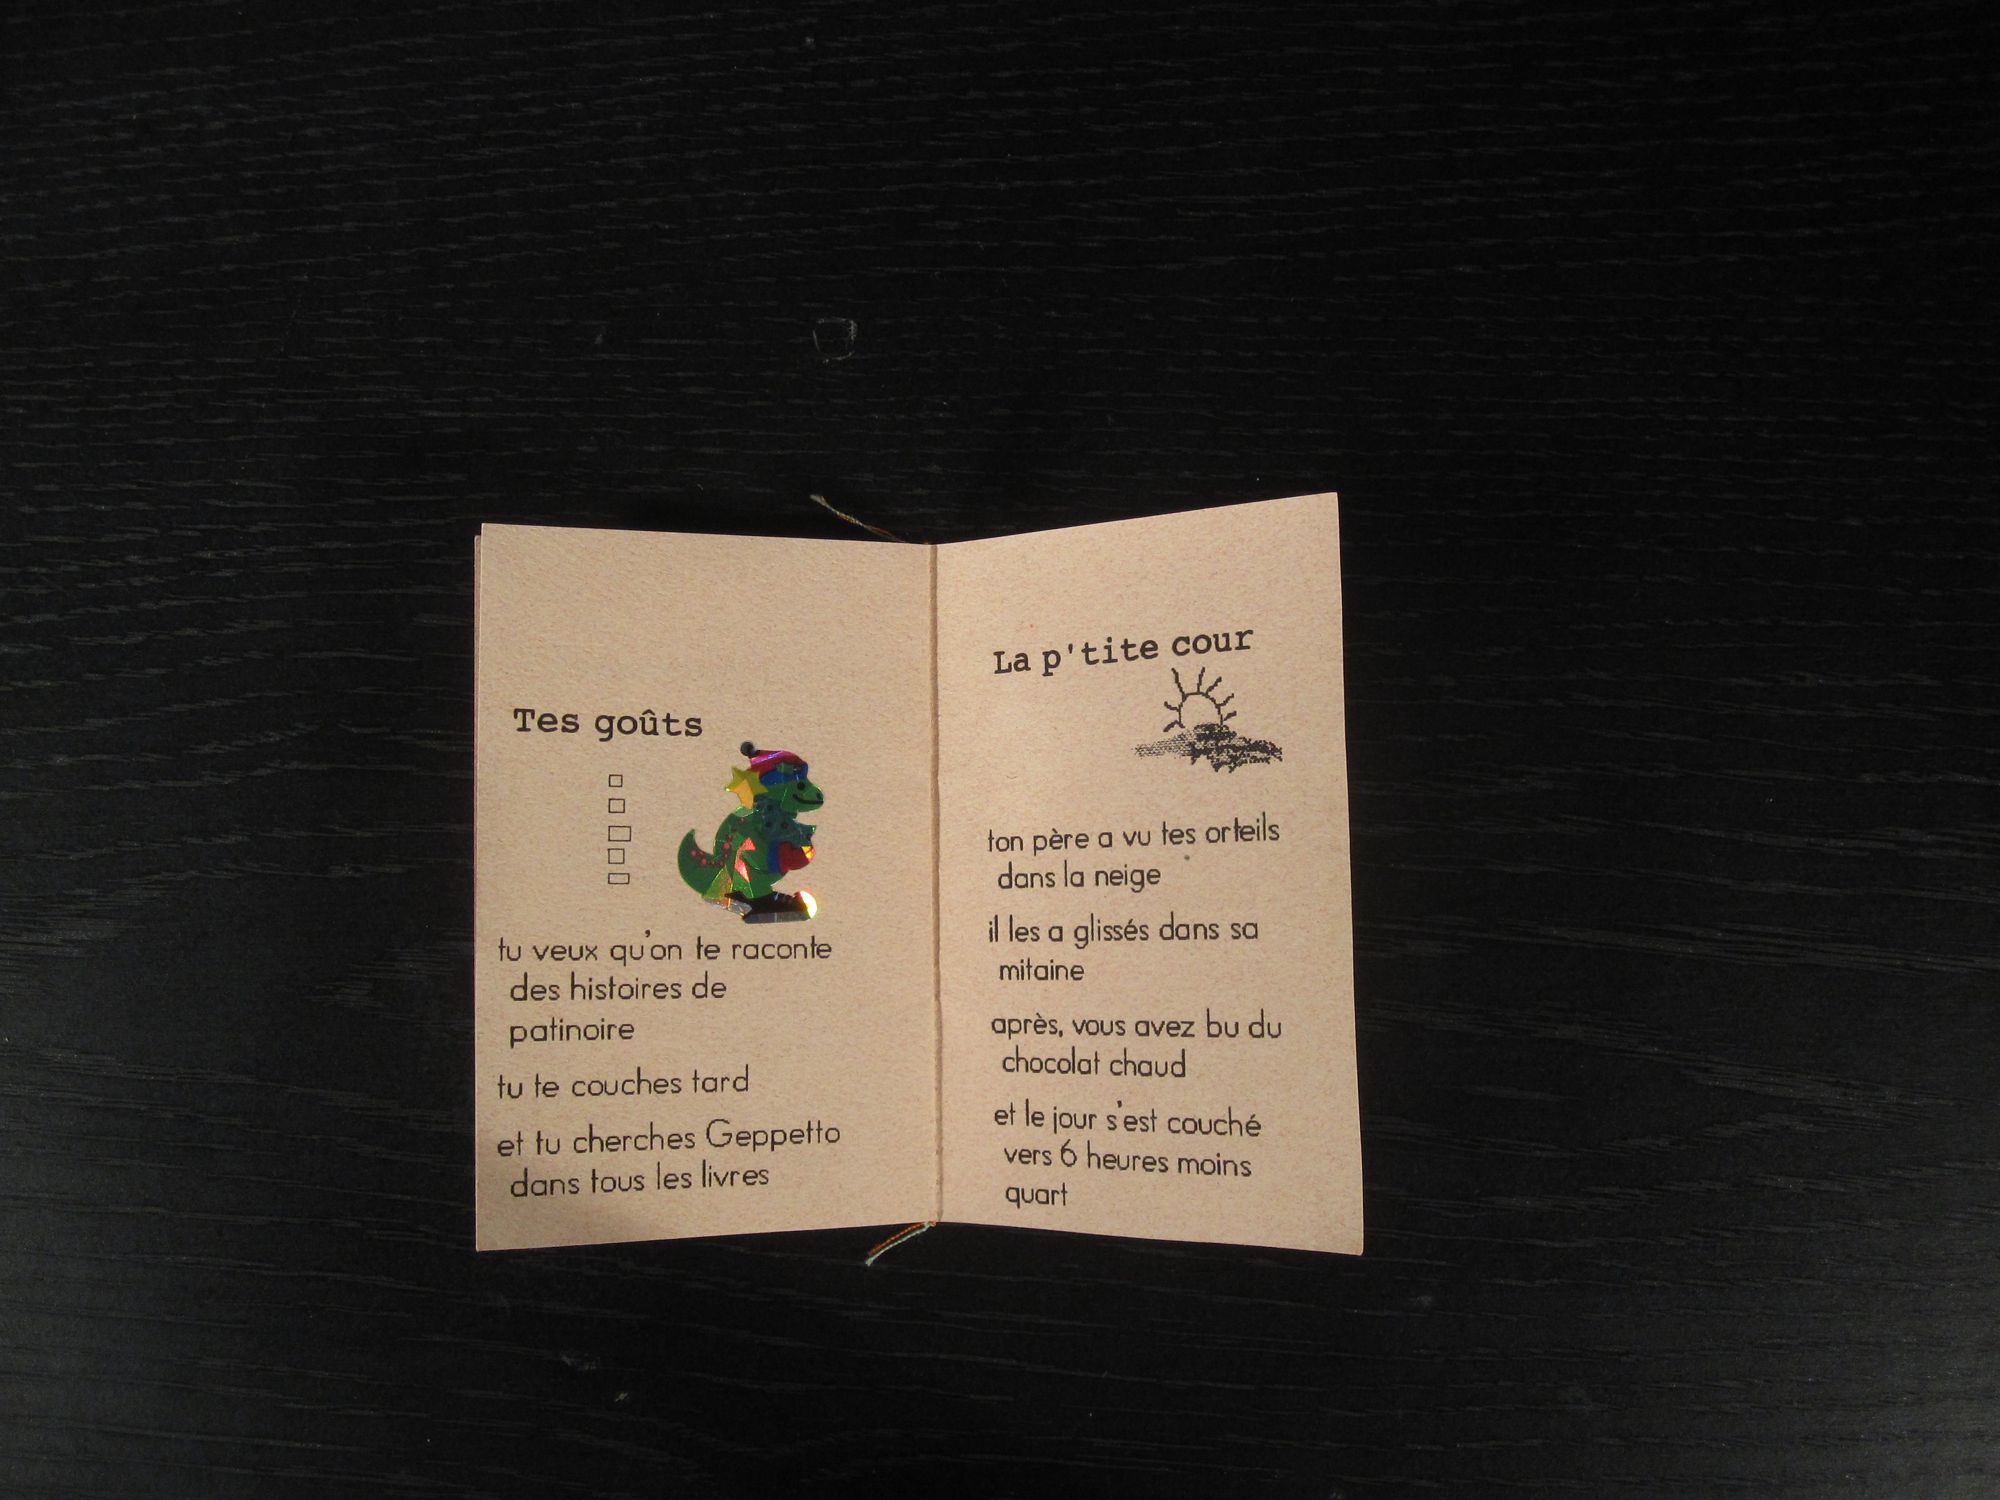 Tes goûts
tu veux qu'on te raconte
des histoires de
patinoire
tu te couches tard
et tu cherches Geppetto
dans tous les livres
La p'tite cour
ton père a vu tes orteils
dans la neige
il les a glissés dans sa
mitaine
après, vous avez bu du
chocolat chaud
et le jour s'est couché
vers 6 heures moins
quart